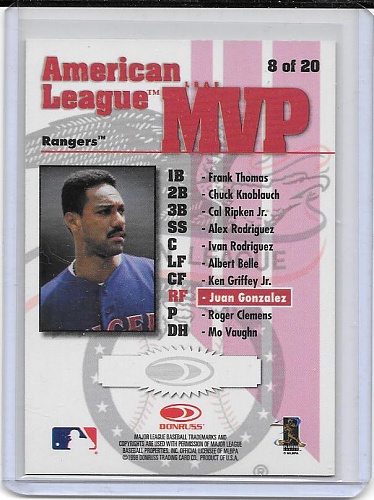 American
League™
8 of 20
MVP
Rangers™
1B - Frank Thomas
2B - Chuck Knoblauch
3B - Cal Ripken Jr.
SS - Alex Rodriguez
C - Ivan Rodriguez
LF - Albert Belle
CF - Ken Griffey Jr.
RF - Juan Gonzalez
P - Roger Clemens
DH - Mo Vaughn
LEAGUE
DONRUSS®
MAJOR LEAGUE BASEBALL TRADEMARKS AND
COPYRIGHTS ARE USED WITH PERMISSION OF MAJOR LEAGUE
BASEBALL PROPERTIES, INC. OFFICIAL LICENSEE OF MLBPA
©1998 DONRUSS TRADING CARD CO. PRODUCT OF U.S.A.
© MLBPA